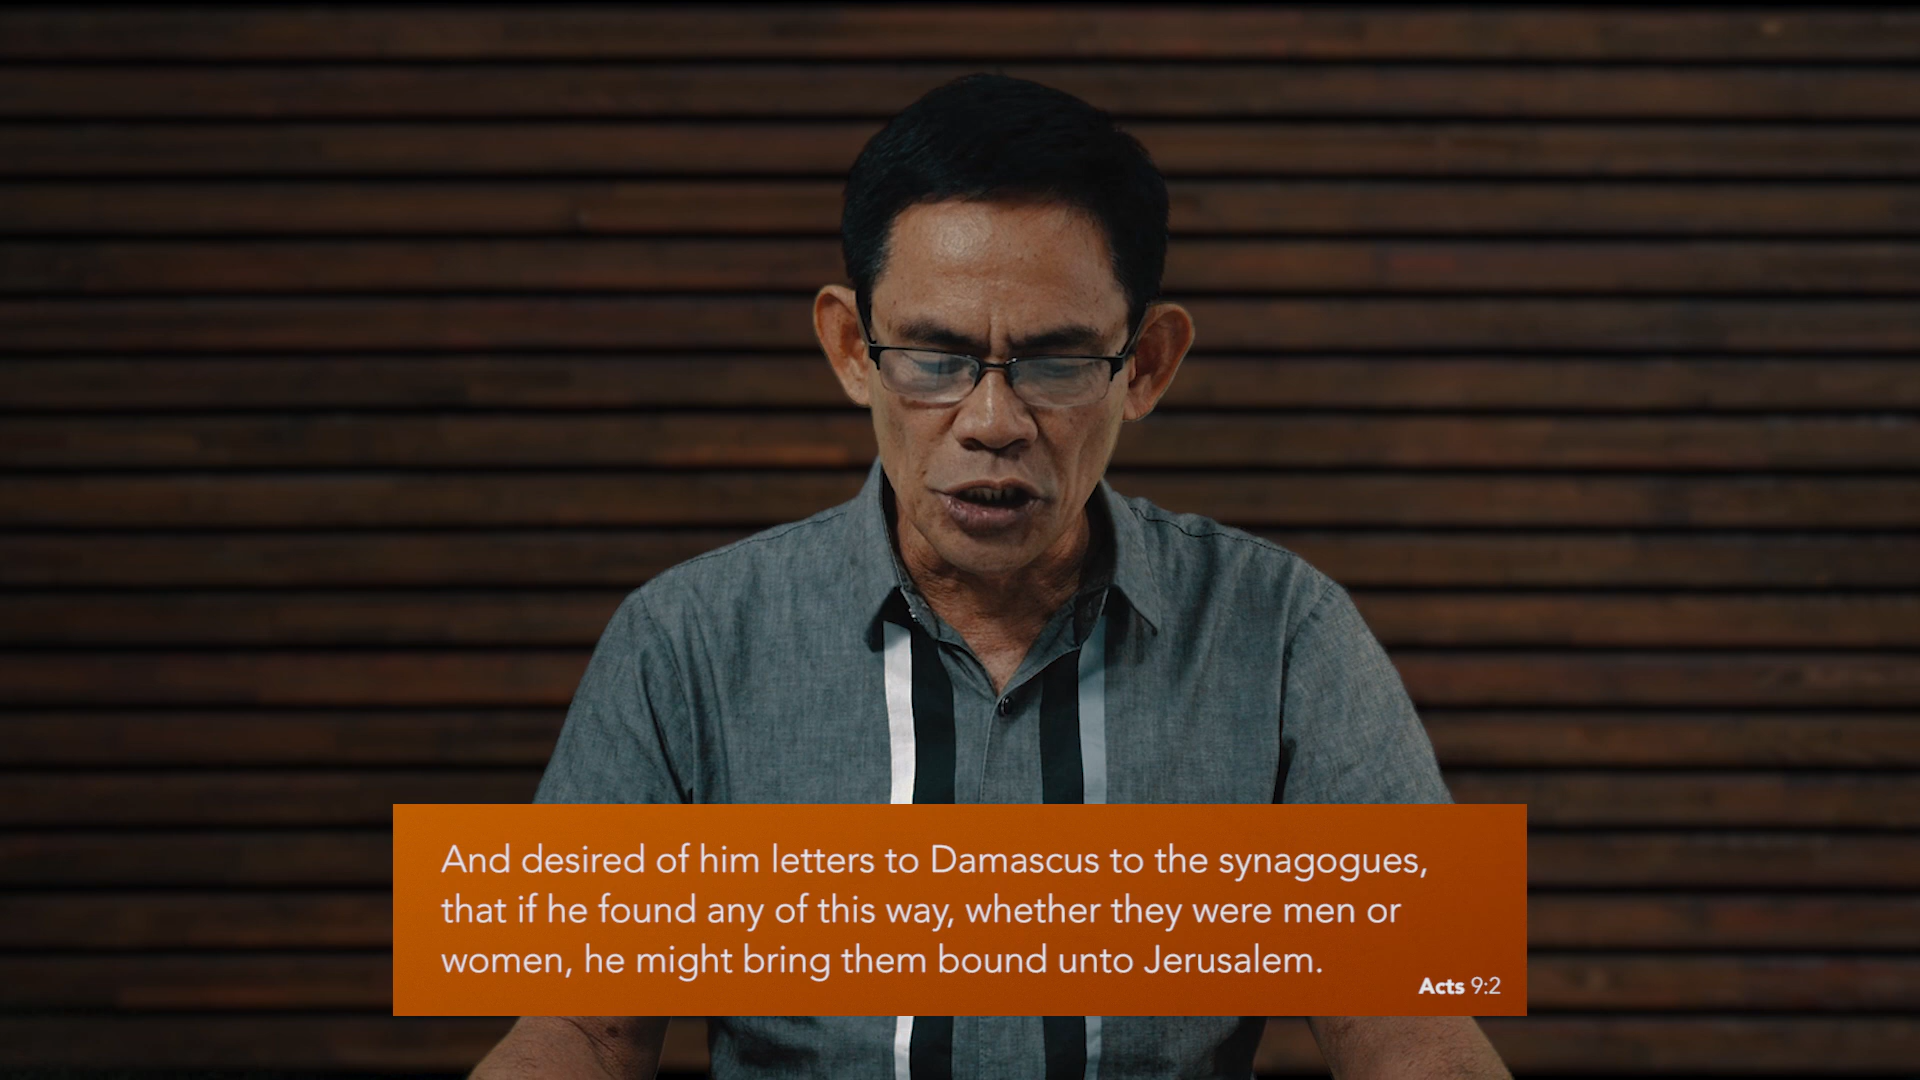 And desired of him letters to Damascus to the synagogues,
that if he found any of this way, whether they were men or
women, he might bring them bound unto Jerusalem.
Acts 9:2